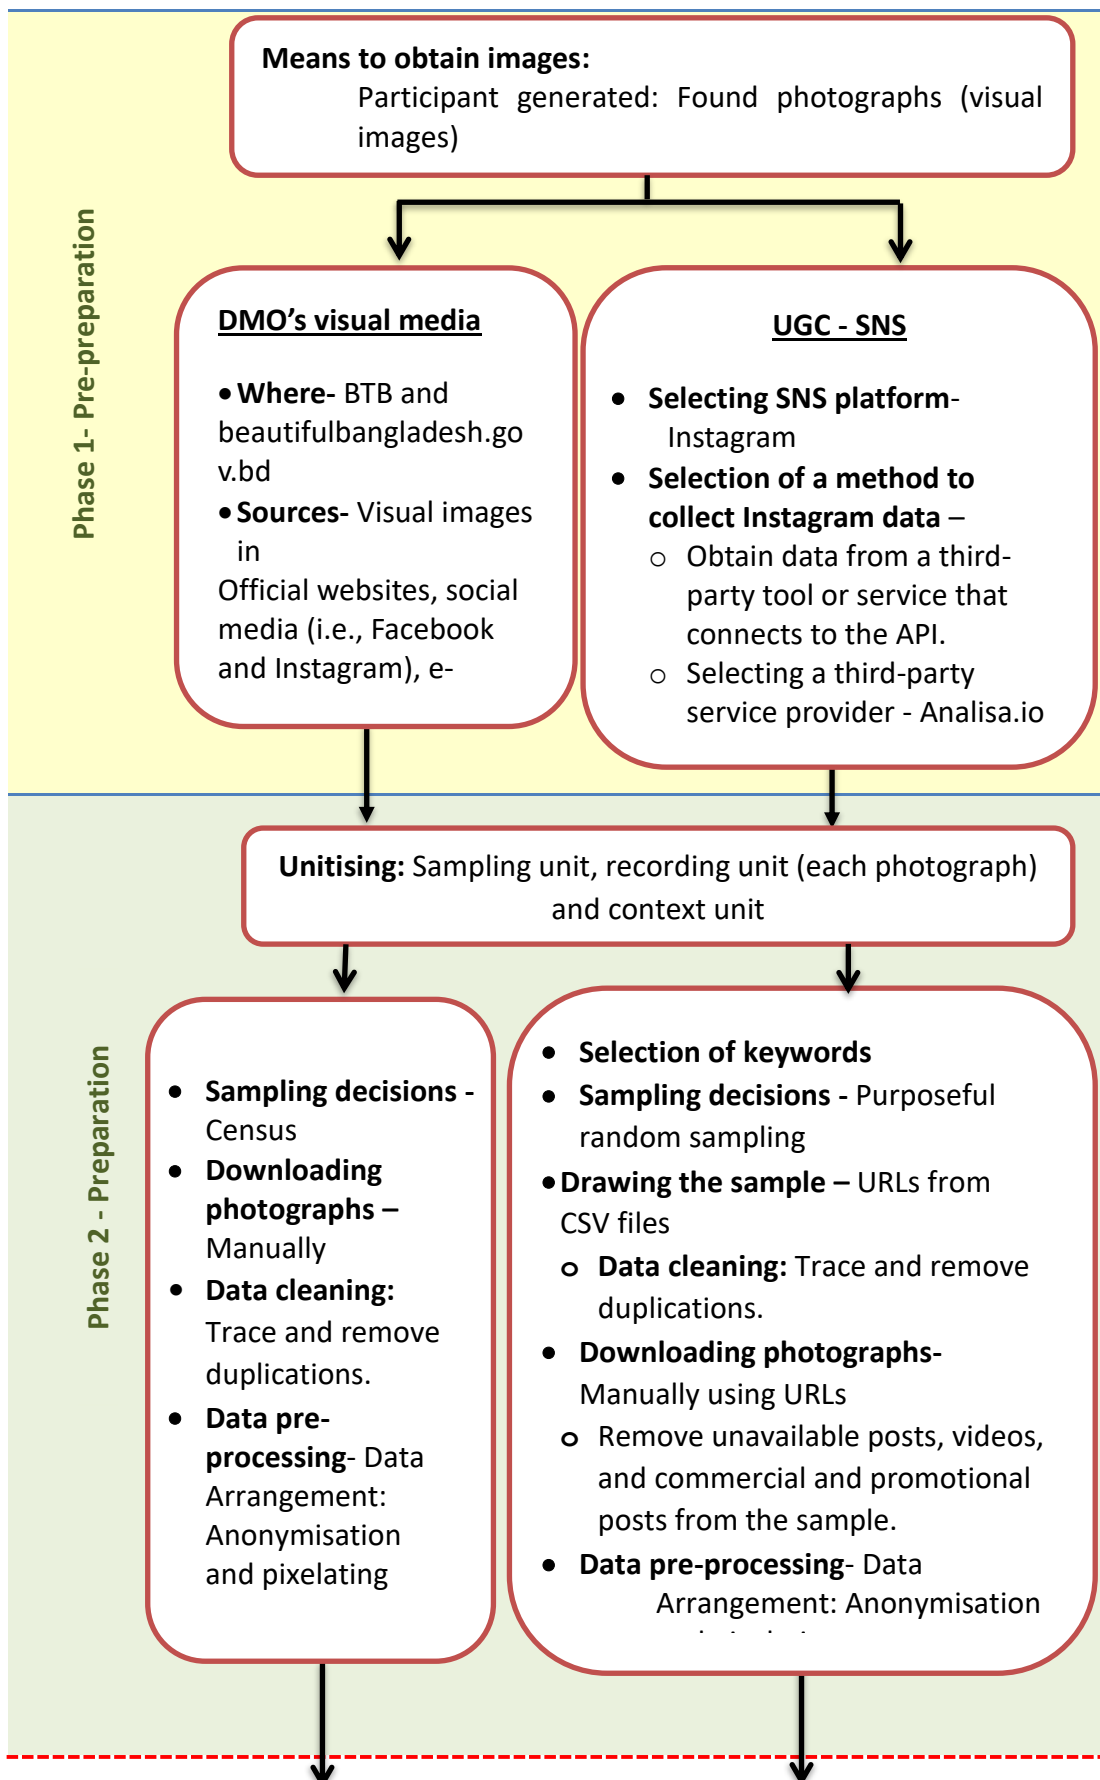 Means to obtain images:
Participant generated: Found photographs (visual
images)
Phase 1- Pre-preparation
DMO’s visual media
• Where- BTB and
beautifulbangladesh.go
v.bd
• Sources- Visual images
in
Official websites, social
media (i.e., Facebook
and Instagram), e-
UGC - SNS
• Selecting SNS platform-
Instagram
• Selection of a method to
collect Instagram data –
o Obtain data from a third-
party tool or service that
connects to the API.
o Selecting a third-party
service provider - Analisa.io
Unitising: Sampling unit, recording unit (each photograph)
and context unit
Phase 2 - Preparation
• Sampling decisions -
Census
• Downloading
photographs –
Manually
• Data cleaning:
Trace and remove
duplications.
• Data pre-
processing- Data
Arrangement:
Anonymisation
and pixelating
• Selection of keywords
• Sampling decisions - Purposeful
random sampling
• Drawing the sample – URLs from
CSV files
o Data cleaning: Trace and remove
duplications.
• Downloading photographs-
Manually using URLs
o Remove unavailable posts, videos,
and commercial and promotional
posts from the sample.
• Data pre-processing- Data
Arrangement: Anonymisation